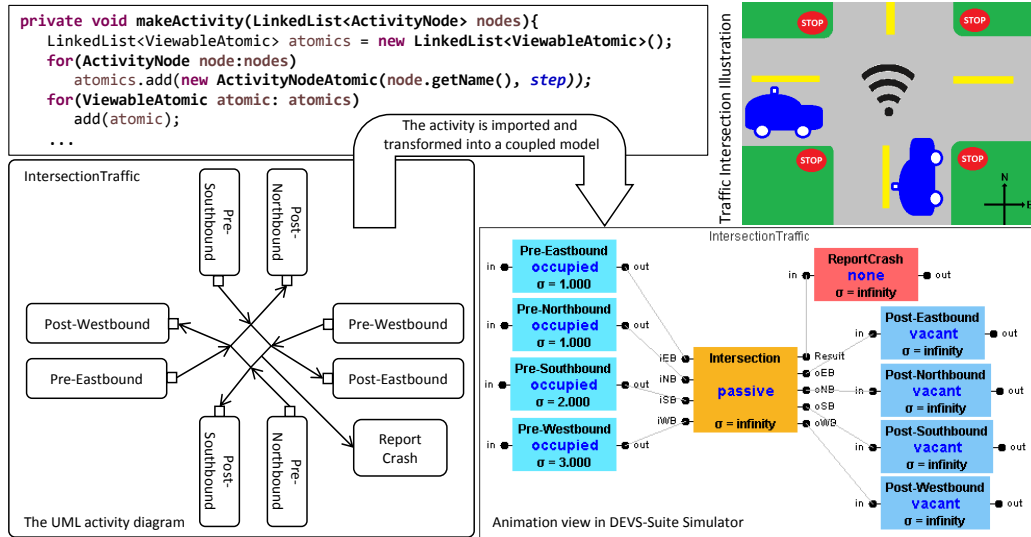 private void makeActivity(LinkedList<ActivityNode> nodes){
LinkedList<ViewableAtomic> atomics = new LinkedList<ViewableAtomic>();
for(ActivityNode node:nodes)
atomics.add(new ActivityNodeAtomic(node.getName(), step));
for(ViewableAtomic atomic: atomics)
add(atomic);
...
The activity is imported and
transformed into a coupled model
Traffic Intersection Illustration
STOP
STOP
STOP
STOP
N
E
IntersectionTraffic
Pre-
Southbound
Post-
Northbound
Post-Westbound
Pre-Westbound
Pre-Eastbound
Post-Eastbound
Post-
Southbound
Pre-
Northbound
Report
Crash
The UML activity diagram
IntersectionTraffic
Pre-Eastbound
in occupied out
σ = 1.000
Pre-Northbound
in occupied out
σ = 1.000
Pre-Southbound
in occupied out
σ = 2.000
Pre-Westbound
in occupied out
σ = 3.000
iEB
iNB
iSB
iWB
Intersection
passive
σ = infinity
Result
oEB
oNB
oSB
oWB
ReportCrash
in none out
σ = infinity
Post-Eastbound
in vacant out
σ = infinity
Post-Northbound
in vacant out
σ = infinity
Post-Southbound
in vacant out
σ = infinity
Post-Westbound
in vacant out
σ = infinity
Animation view in DEVS-Suite Simulator